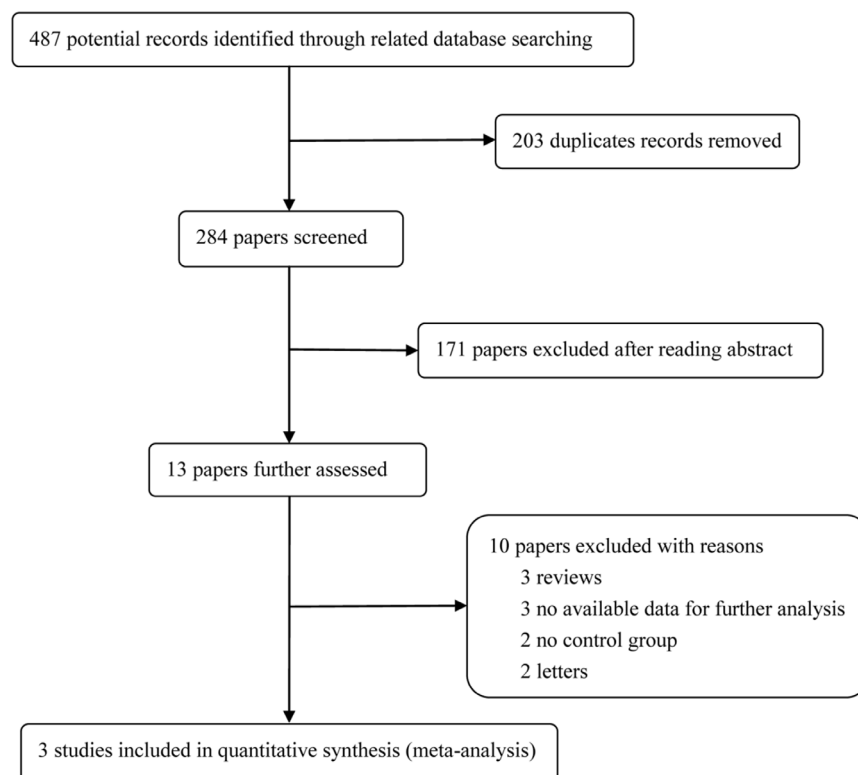 487 potential records identified through related database searching
203 duplicates records removed
284 papers screened
171 papers excluded after reading abstract
13 papers further assessed
10 papers excluded with reasons
3 reviews
3 no available data for further analysis
2 no control group
2 letters
3 studies included in quantitative synthesis (meta-analysis)